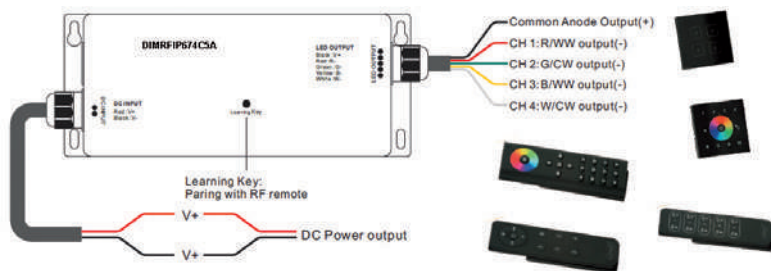 DIMRFIP674C5A
LED OUTPUT
Black: V+
Red: R-
Green: G-
Yellow: B-
White: W-
LED OUTPUT
DC INPUT
DC INPUT
Red: V+
Black: V-
Learning Key
Common Anode Output(+)
CH 1:R/WW output(-)
CH 2:G/CW output(-)
CH 3:B/WW output(-)
CH 4:W/CW output(-)
Learning Key:
Paring with RF remote
V+
DC Power output
V+